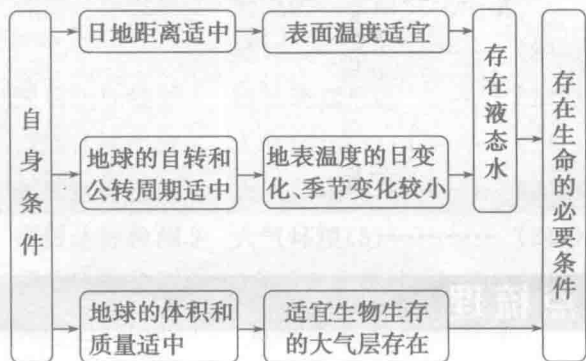 自身条件
日地距离适中
表面温度适宜
地球的自转和
公转周期适中
地表温度的日变
化、季节变化较小
存在液态水
地球的体积和
质量适中
适宜生物生存
的大气层存在
存在生命的必要条件